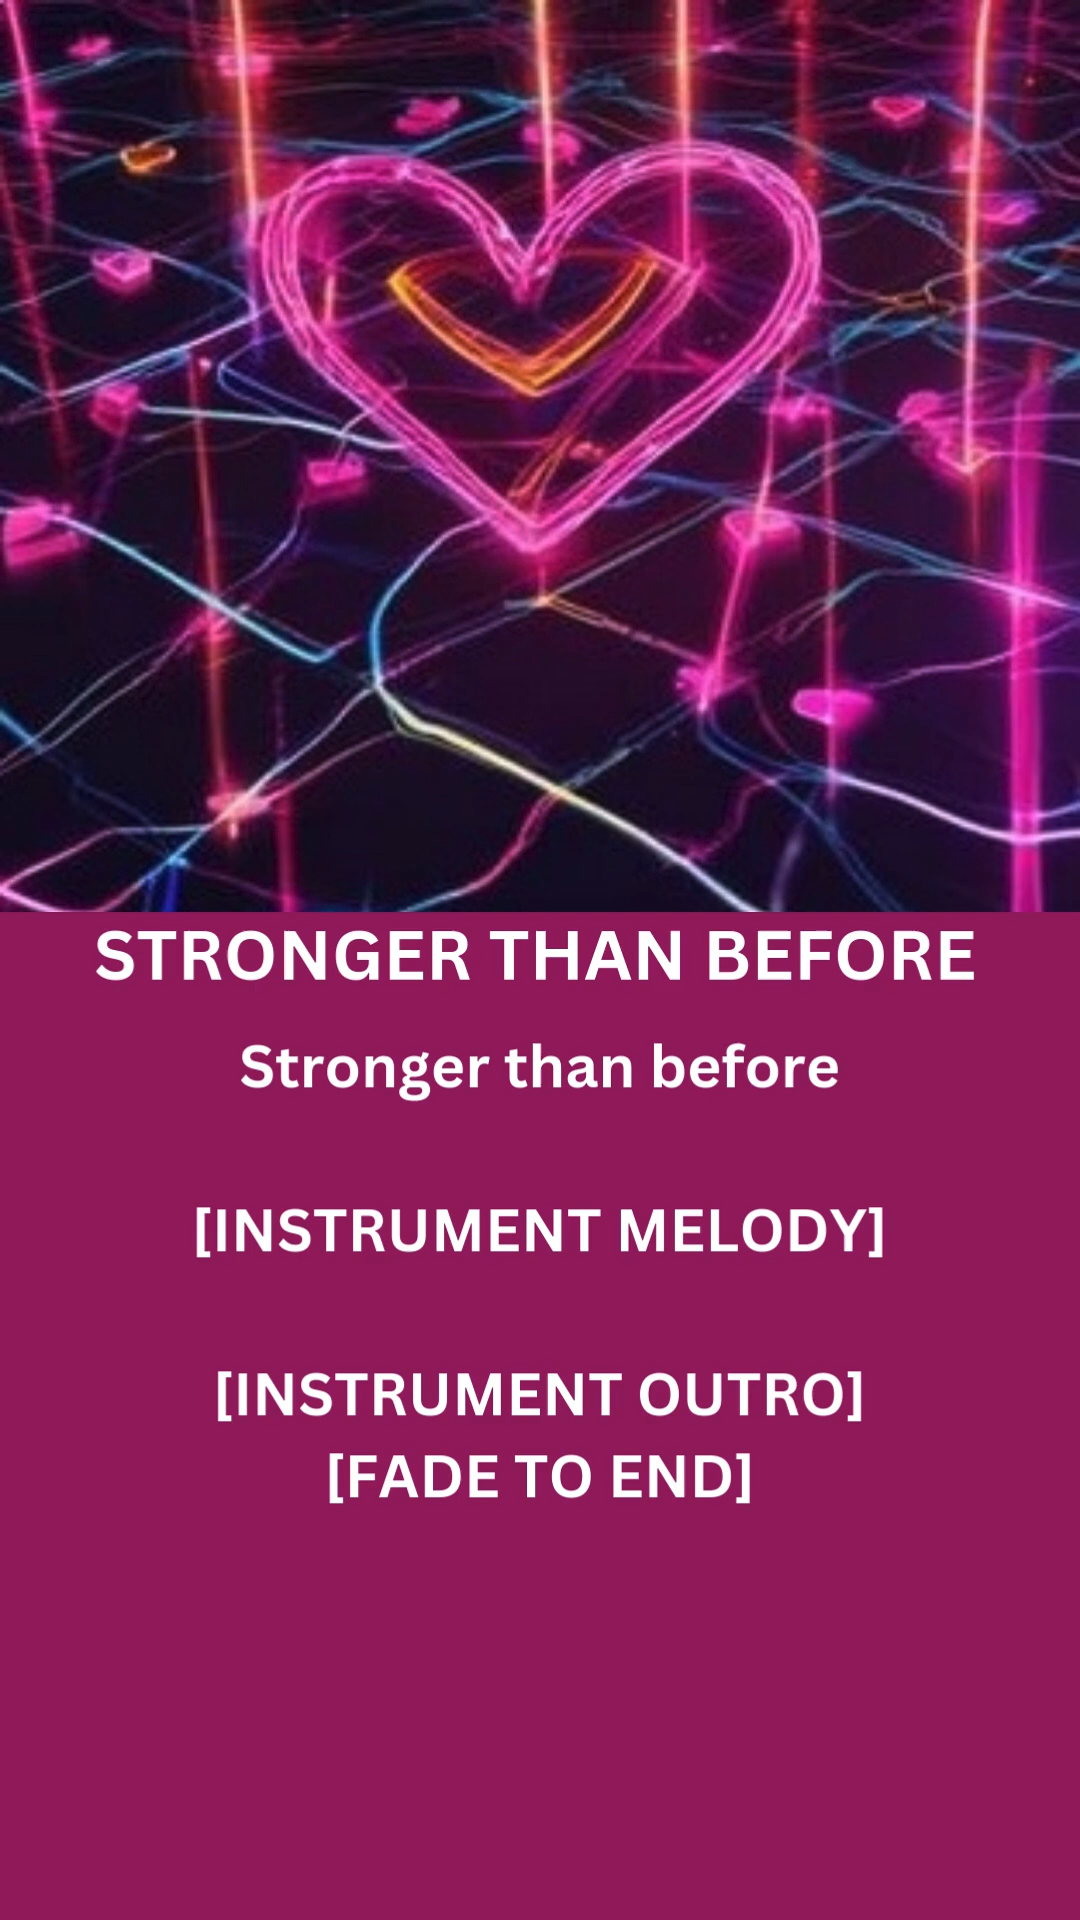 STRONGER THAN BEFORE
Stronger than before
[INSTRUMENT MELODY]
[INSTRUMENT OUTRO]
[FADE TO END]